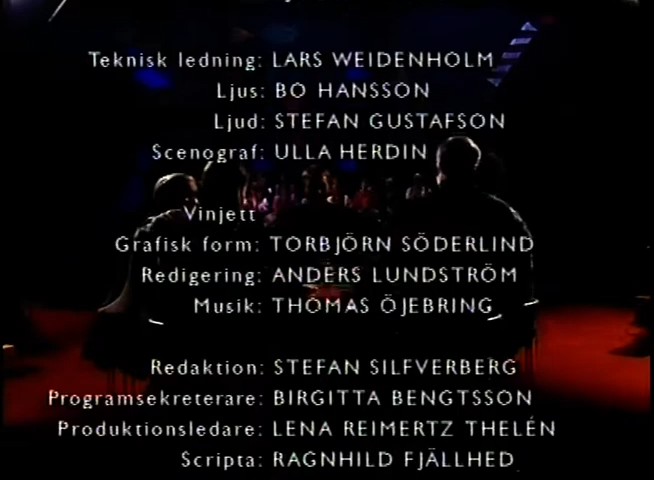 Teknisk ledning: LARS WEIDENHOLM
Ljus: BO HANSSON
Ljud: STEFAN GUSTAFSON
Scenograf: ULLA HERDIN
Vinjett
Grafisk form: TORBJÖRN SÖDERLIND
Redigering: ANDERS LUNDSTRÖM
Musik: THOMAS ÖJEBRING
Redaktion: STEFAN SILFVERBERG
Programsekreterare: BIRGITTA BENGTSSON
Produktionsledare: LENA REIMERTZ THELÉN
Scripta: RAGNHILD FJÄLLHED